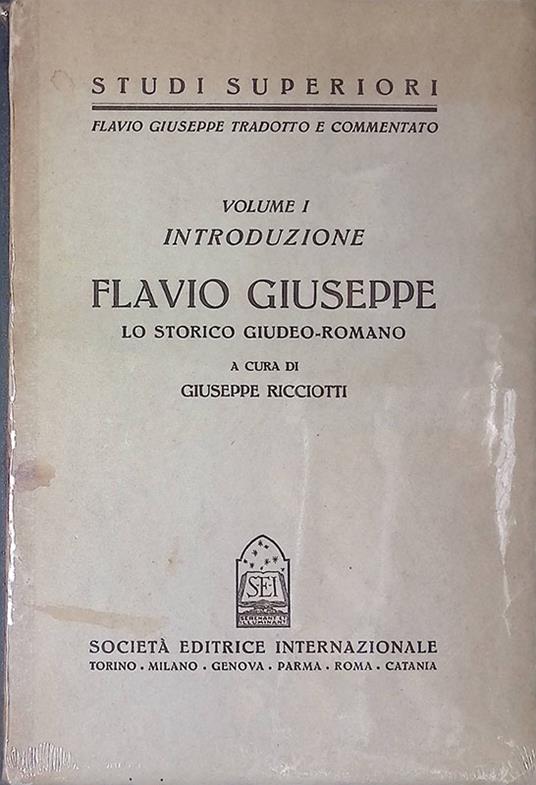 STUDI SUPERIORI
FLAVIO GIUSEPPE TRADOTTO E COMMENTATO
VOLUME I
INTRODUZIONE
FLAVIO GIUSEPPE
LO STORICO GIUDEO-ROMANO
A CURA DI
GIUSEPPE RICCIOTTI
SEI
SOCIETÀ EDITRICE INTERNAZIONALE
TORINO • MILANO • GENOVA • PARMA • ROMA • CATANIA